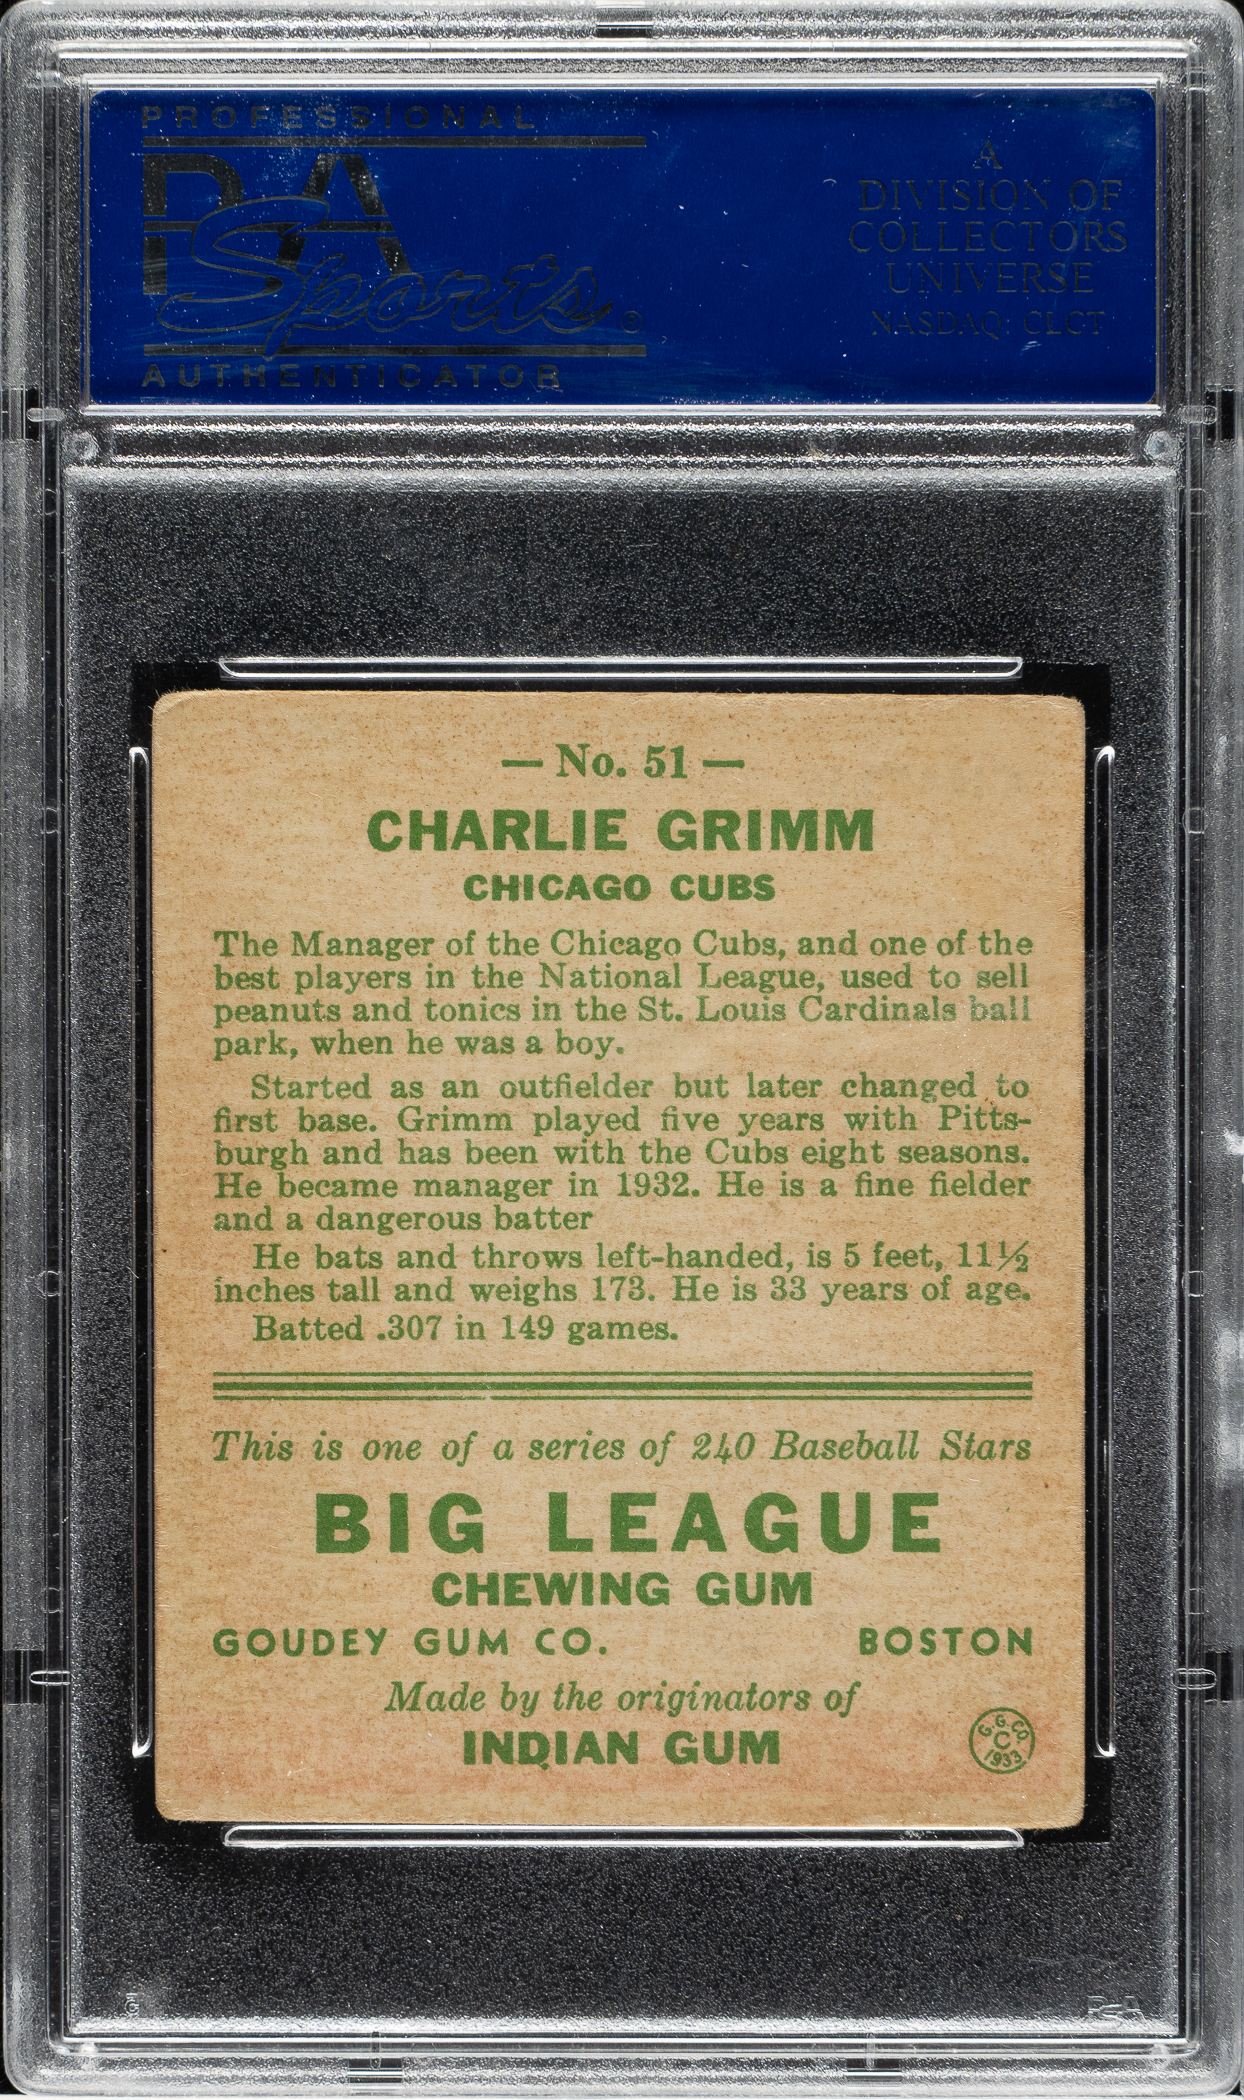 PROFESSIONAL
PSA
Sports®
AUTHENTICATOR
A
DIVISION OF
COLLECTORS
UNIVERSE
NASDAQ: CLCT
— No. 51 —
CHARLIE GRIMM
CHICAGO CUBS
The Manager of the Chicago Cubs, and one of the
best players in the National League, used to sell
peanuts and tonics in the St. Louis Cardinals ball
park, when he was a boy.
Started as an outfielder but later changed to
first base. Grimm played five years with Pitts-
burgh and has been with the Cubs eight seasons.
He became manager in 1932. He is a fine fielder
and a dangerous batter
He bats and throws left-handed, is 5 feet, 11½
inches tall and weighs 173. He is 33 years of age.
Batted .307 in 149 games.
This is one of a series of 240 Baseball Stars
BIG LEAGUE
CHEWING GUM
GOUDEY GUM CO. BOSTON
Made by the originators of
INDIAN GUM
G.G.CO.
C
1933
PSA